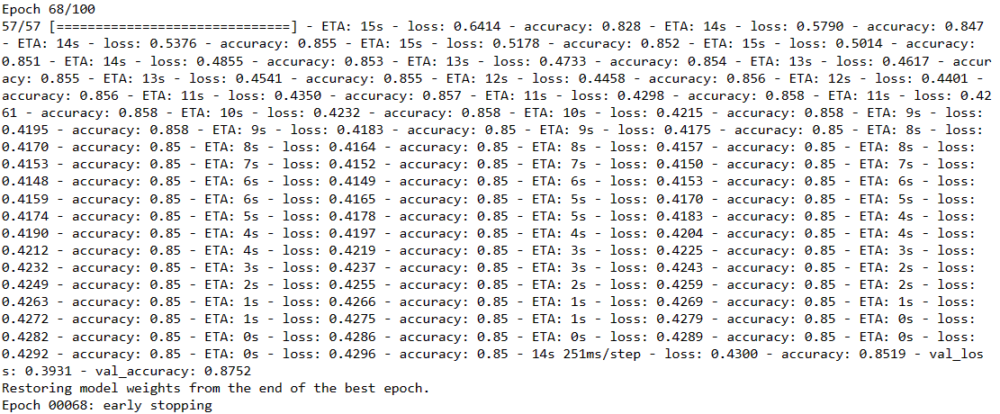 Epoch 68/100
57/57 [==============================] - ETA: 15s - loss: 0.6414 - accuracy: 0.828 - ETA: 14s - loss: 0.5790 - accuracy: 0.847
- ETA: 14s - loss: 0.5376 - accuracy: 0.855 - ETA: 15s - loss: 0.5178 - accuracy: 0.852 - ETA: 15s - loss: 0.5014 - accuracy:
0.851 - ETA: 14s - loss: 0.4855 - accuracy: 0.853 - ETA: 13s - loss: 0.4733 - accuracy: 0.854 - ETA: 13s - loss: 0.4617 - accur
acy: 0.855 - ETA: 13s - loss: 0.4541 - accuracy: 0.855 - ETA: 12s - loss: 0.4458 - accuracy: 0.856 - ETA: 12s - loss: 0.4401 -
accuracy: 0.856 - ETA: 11s - loss: 0.4350 - accuracy: 0.857 - ETA: 11s - loss: 0.4298 - accuracy: 0.858 - ETA: 11s - loss: 0.42
61 - accuracy: 0.858 - ETA: 10s - loss: 0.4232 - accuracy: 0.858 - ETA: 10s - loss: 0.4215 - accuracy: 0.858 - ETA: 9s - loss:
0.4195 - accuracy: 0.858 - ETA: 9s - loss: 0.4183 - accuracy: 0.85 - ETA: 9s - loss: 0.4175 - accuracy: 0.85 - ETA: 8s - loss:
0.4170 - accuracy: 0.85 - ETA: 8s - loss: 0.4164 - accuracy: 0.85 - ETA: 8s - loss: 0.4157 - accuracy: 0.85 - ETA: 8s - loss:
0.4153 - accuracy: 0.85 - ETA: 7s - loss: 0.4152 - accuracy: 0.85 - ETA: 7s - loss: 0.4150 - accuracy: 0.85 - ETA: 7s - loss:
0.4148 - accuracy: 0.85 - ETA: 6s - loss: 0.4149 - accuracy: 0.85 - ETA: 6s - loss: 0.4153 - accuracy: 0.85 - ETA: 6s - loss:
0.4159 - accuracy: 0.85 - ETA: 6s - loss: 0.4165 - accuracy: 0.85 - ETA: 5s - loss: 0.4170 - accuracy: 0.85 - ETA: 5s - loss:
0.4174 - accuracy: 0.85 - ETA: 5s - loss: 0.4178 - accuracy: 0.85 - ETA: 5s - loss: 0.4183 - accuracy: 0.85 - ETA: 4s - loss:
0.4190 - accuracy: 0.85 - ETA: 4s - loss: 0.4197 - accuracy: 0.85 - ETA: 4s - loss: 0.4204 - accuracy: 0.85 - ETA: 4s - loss:
0.4212 - accuracy: 0.85 - ETA: 4s - loss: 0.4219 - accuracy: 0.85 - ETA: 3s - loss: 0.4225 - accuracy: 0.85 - ETA: 3s - loss:
0.4232 - accuracy: 0.85 - ETA: 3s - loss: 0.4237 - accuracy: 0.85 - ETA: 3s - loss: 0.4243 - accuracy: 0.85 - ETA: 2s - loss:
0.4249 - accuracy: 0.85 - ETA: 2s - loss: 0.4255 - accuracy: 0.85 - ETA: 2s - loss: 0.4259 - accuracy: 0.85 - ETA: 2s - loss:
0.4263 - accuracy: 0.85 - ETA: 1s - loss: 0.4266 - accuracy: 0.85 - ETA: 1s - loss: 0.4269 - accuracy: 0.85 - ETA: 1s - loss:
0.4272 - accuracy: 0.85 - ETA: 1s - loss: 0.4275 - accuracy: 0.85 - ETA: 1s - loss: 0.4279 - accuracy: 0.85 - ETA: 0s - loss:
0.4282 - accuracy: 0.85 - ETA: 0s - loss: 0.4286 - accuracy: 0.85 - ETA: 0s - loss: 0.4289 - accuracy: 0.85 - ETA: 0s - loss:
0.4292 - accuracy: 0.85 - ETA: 0s - loss: 0.4296 - accuracy: 0.85 - 14s 251ms/step - loss: 0.4300 - accuracy: 0.8519 - val_los
s: 0.3931 - val_accuracy: 0.8752
Restoring model weights from the end of the best epoch.
Epoch 00068: early stopping